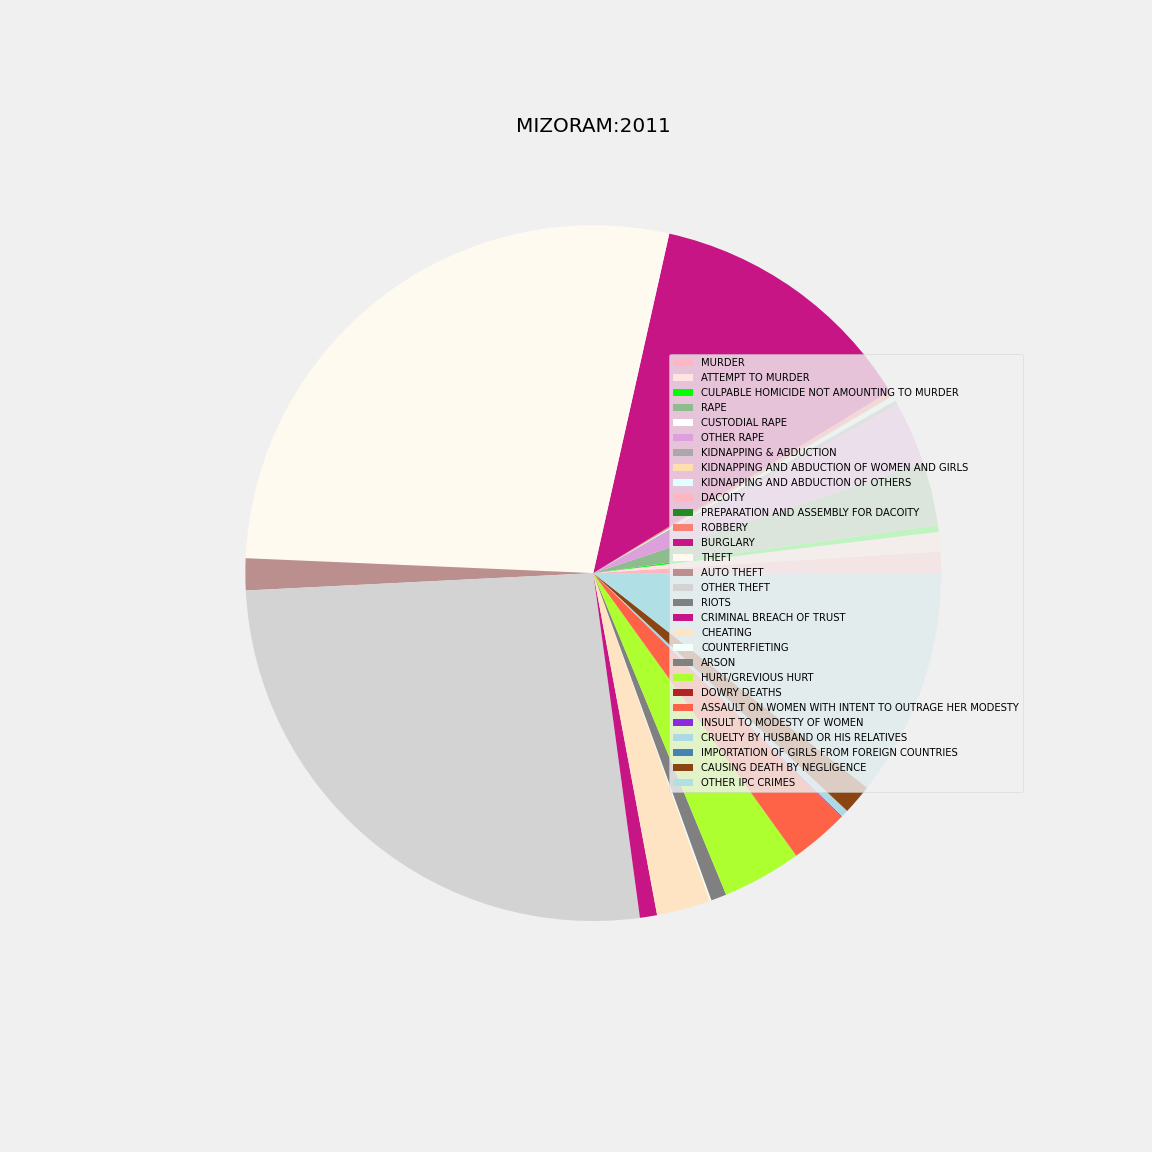 MIZORAM:2011
MURDER
ATTEMPT TO MURDER
CULPABLE HOMICIDE NOT AMOUNTING TO MURDER
RAPE
CUSTODIAL RAPE
OTHER RAPE
KIDNAPPING & ABDUCTION
KIDNAPPING AND ABDUCTION OF WOMEN AND GIRLS
KIDNAPPING AND ABDUCTION OF OTHERS
DACOITY
PREPARATION AND ASSEMBLY FOR DACOITY
ROBBERY
BURGLARY
THEFT
AUTO THEFT
OTHER THEFT
RIOTS
CRIMINAL BREACH OF TRUST
CHEATING
COUNTERFIETING
ARSON
HURT/GREVIOUS HURT
DOWRY DEATHS
ASSAULT ON WOMEN WITH INTENT TO OUTRAGE HER MODESTY
INSULT TO MODESTY OF WOMEN
CRUELTY BY HUSBAND OR HIS RELATIVES
IMPORTATION OF GIRLS FROM FOREIGN COUNTRIES
CAUSING DEATH BY NEGLIGENCE
OTHER IPC CRIMES